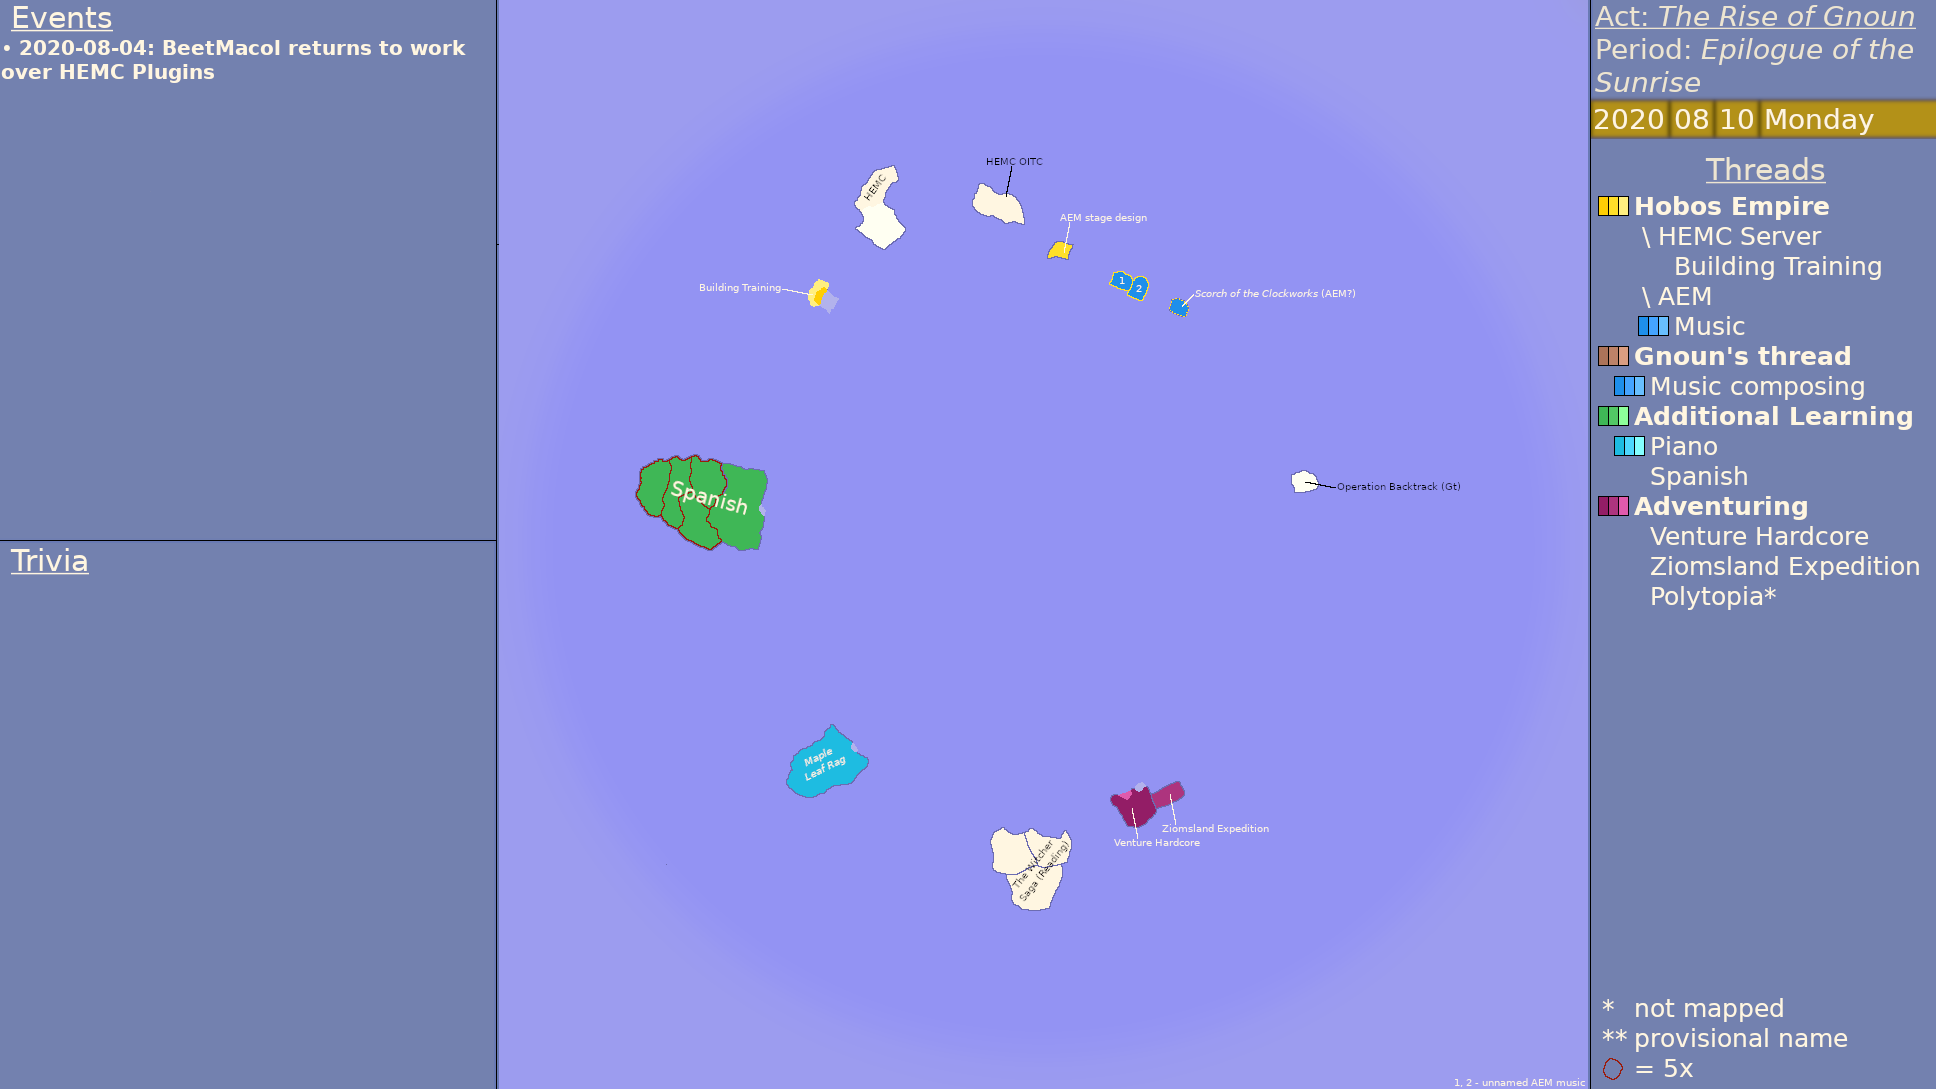 Events
• 2020-08-04: BeetMacol returns to work
over HEMC Plugins
Trivia
HEMC
HEMC OITC
AEM stage design
Building Training
1
2
Scorch of the Clockworks (AEM?)
Spanish
Operation Backtrack (Gt)
Maple
Leaf Rag
Ziomsland Expedition
Venture Hardcore
The Witcher
Saga (Reading)
1, 2 - unnamed AEM music
Act: The Rise of Gnoun
Period: Epilogue of the
Sunrise
2020 08 10 Monday
Threads
Hobos Empire
\ HEMC Server
Building Training
\ AEM
Music
Gnoun's thread
Music composing
Additional Learning
Piano
Spanish
Adventuring
Venture Hardcore
Ziomsland Expedition
Polytopia*
* not mapped
** provisional name
= 5x